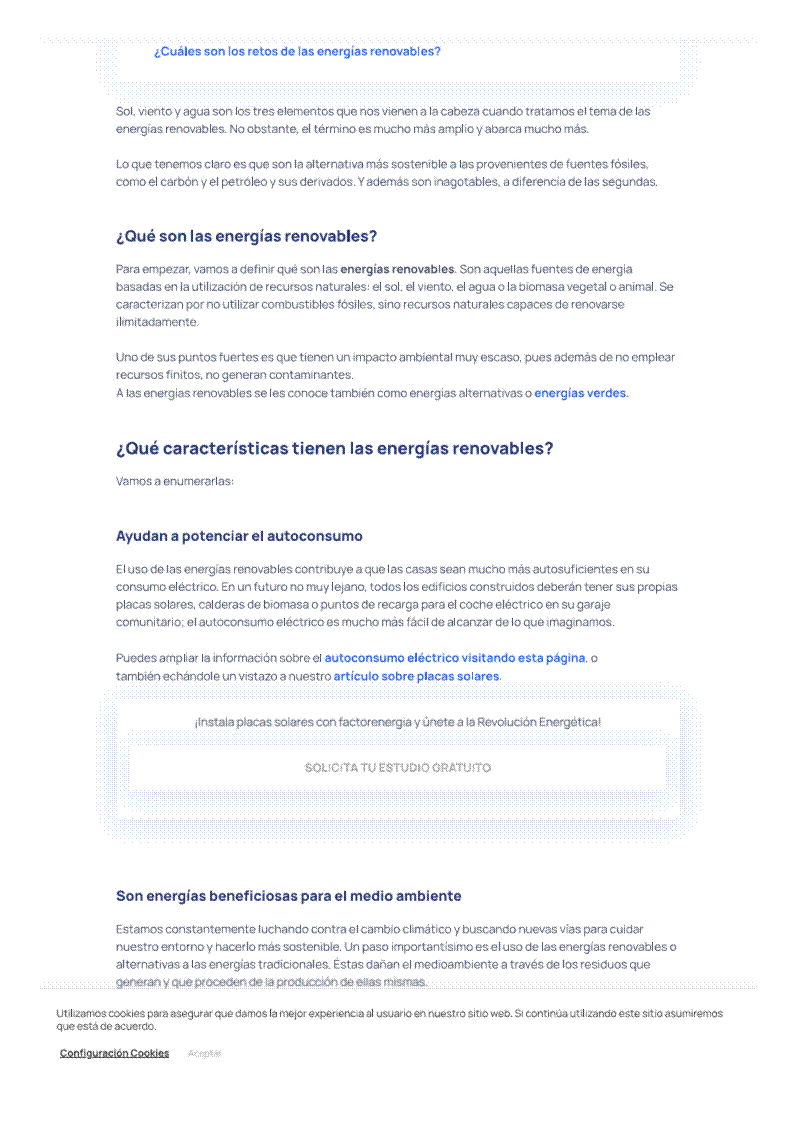 ¿Cuáles son los retos de las energías renovables?
Sol, viento y agua son los tres elementos que nos vienen a la cabeza cuando tratamos el tema de las
energías renovables. No obstante, el término es mucho más amplio y abarca mucho más.
Lo que tenemos claro es que son la alternativa más sostenible a las provenientes de fuentes fósiles,
como el carbón y el petróleo y sus derivados. Y además son inagotables, a diferencia de las segundas.
¿Qué son las energías renovables?
Para empezar, vamos a definir qué son las energías renovables. Son aquellas fuentes de energía
basadas en la utilización de recursos naturales: el sol, el viento, el agua o la biomasa vegetal o animal. Se
caracterizan por no utilizar combustibles fósiles, sino recursos naturales capaces de renovarse
ilimitadamente.
Uno de sus puntos fuertes es que tienen un impacto ambiental muy escaso, pues además de no emplear
recursos finitos, no generan contaminantes.
A las energías renovables se les conoce también como energías alternativas o energías verdes.
¿Qué características tienen las energías renovables?
Vamos a enumerarlas:
Ayudan a potenciar el autoconsumo
El uso de las energías renovables contribuye a que las casas sean mucho más autosuficientes en su
consumo eléctrico. En un futuro no muy lejano, todos los edificios construidos deberán tener sus propias
placas solares, calderas de biomasa o puntos de recarga para el coche eléctrico en su garaje
comunitario; el autoconsumo eléctrico es mucho más fácil de alcanzar de lo que imaginamos.
Puedes ampliar la información sobre el autoconsumo eléctrico visitando esta página, o
también echándole un vistazo a nuestro artículo sobre placas solares.
¡Instala placas solares con factorenergia y únete a la Revolución Energética!
SOLICITA TU ESTUDIO GRATUITO
Son energías beneficiosas para el medio ambiente
Estamos constantemente luchando contra el cambio climático y buscando nuevas vías para cuidar
nuestro entorno y hacerlo más sostenible. Un paso importantísimo es el uso de las energías renovables o
alternativas a las energías tradicionales. Éstas dañan el medioambiente a través de los residuos que
generan y que proceden de la producción de ellas mismas.
Utilizamos cookies para asegurar que damos la mejor experiencia al usuario en nuestro sitio web. Si continúa utilizando este sitio asumiremos
que está de acuerdo.
Configuración Cookies Aceptar